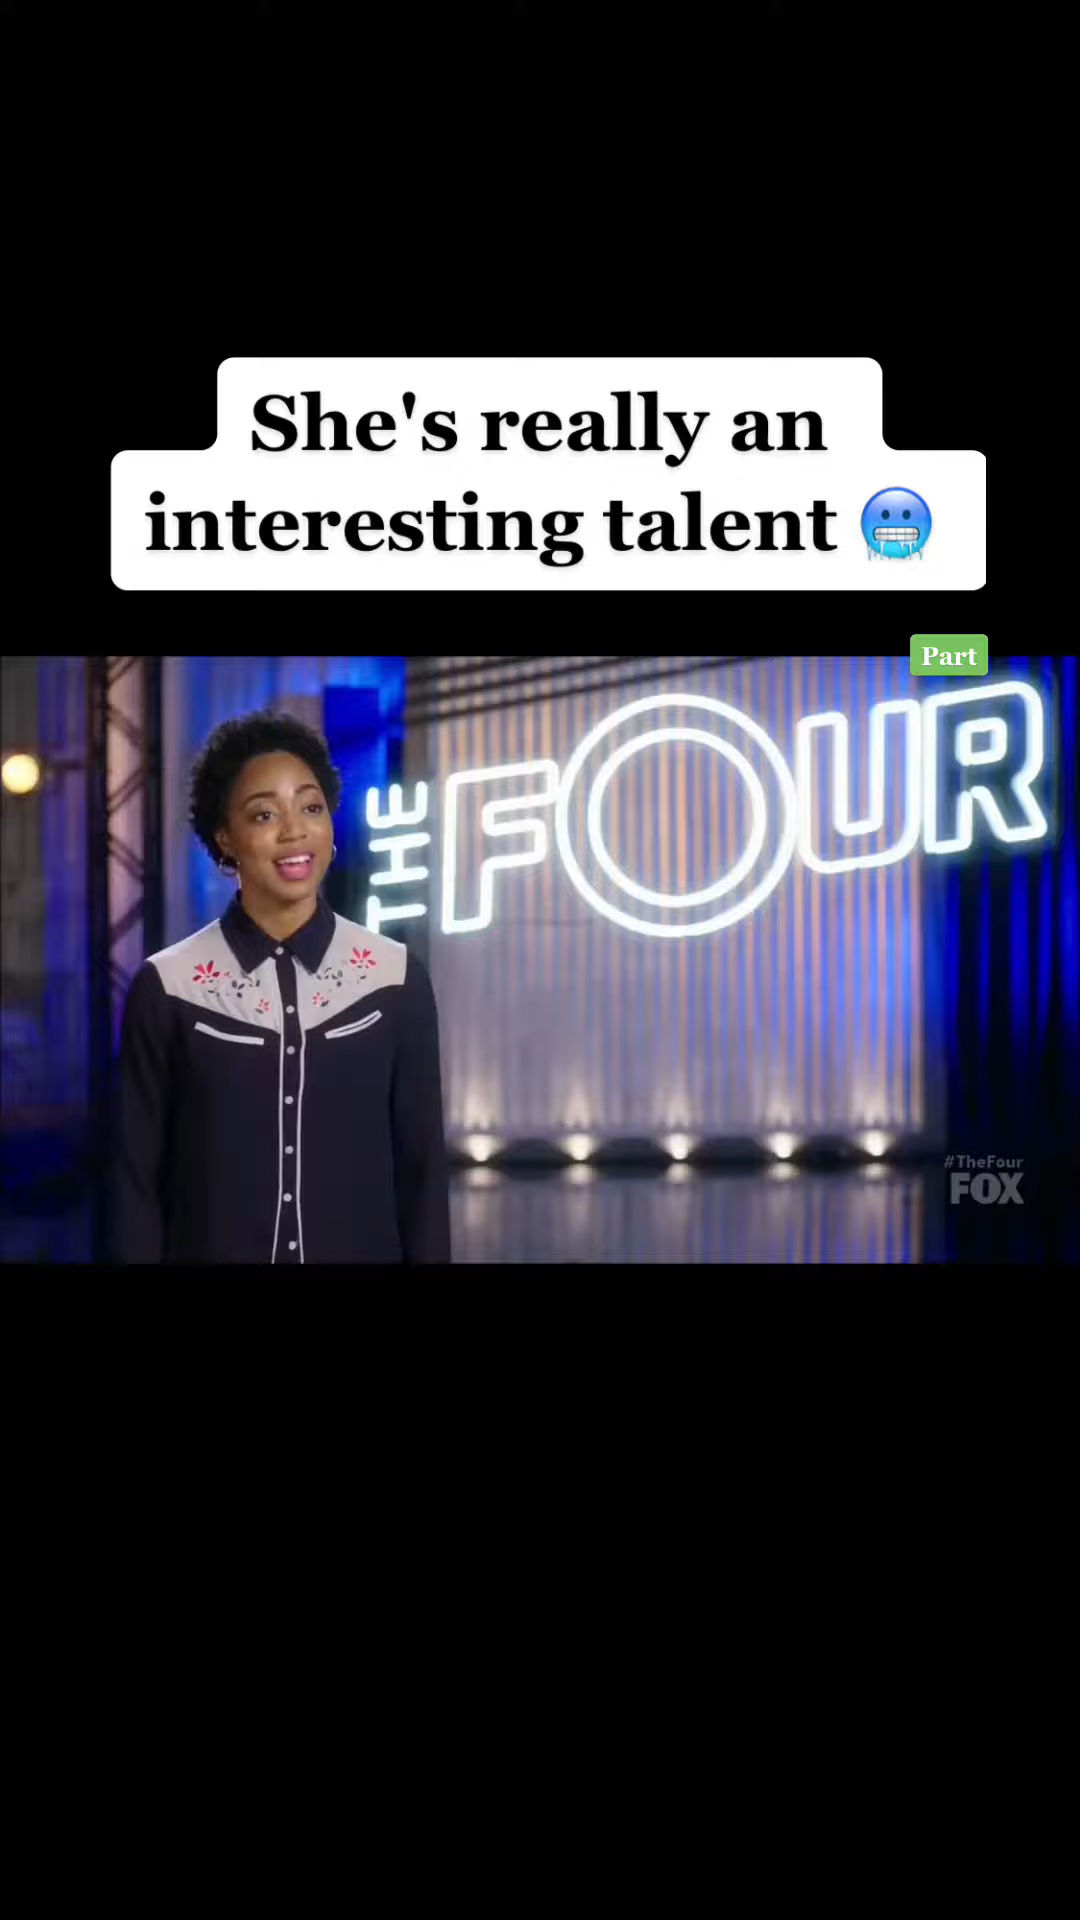 She's really an
interesting talent 🥶
Part
THE FOUR
#TheFour
FOX